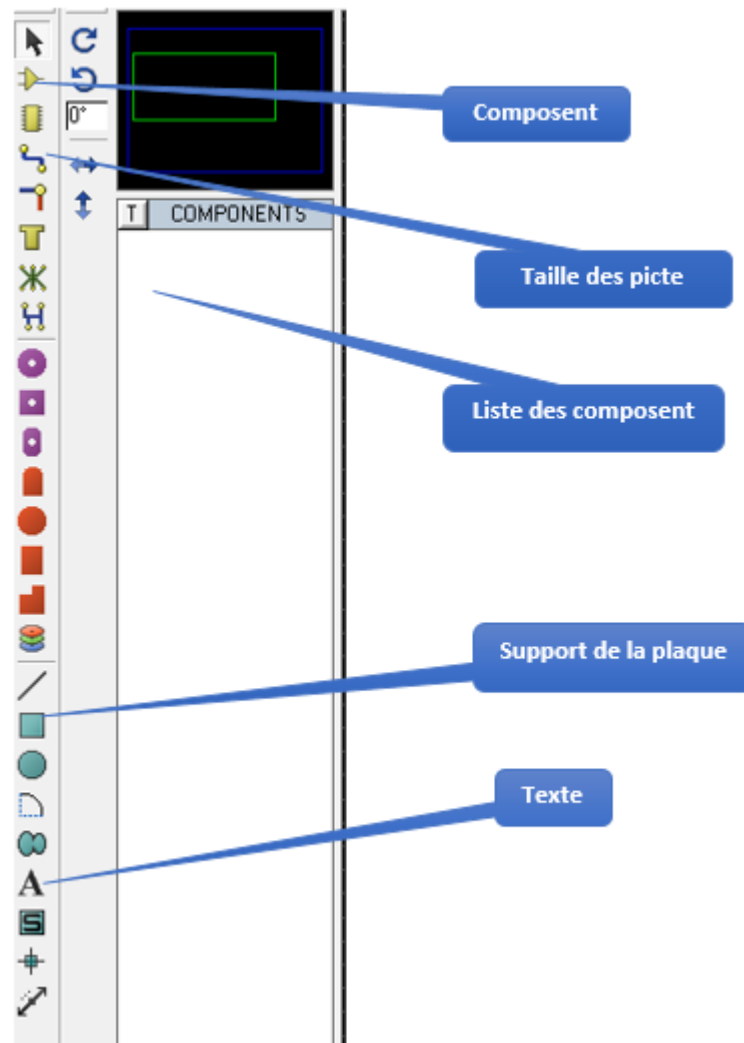 0°
Composent
T COMPONENTS
Taille des picte
Liste des composent
Support de la plaque
Texte
A
S